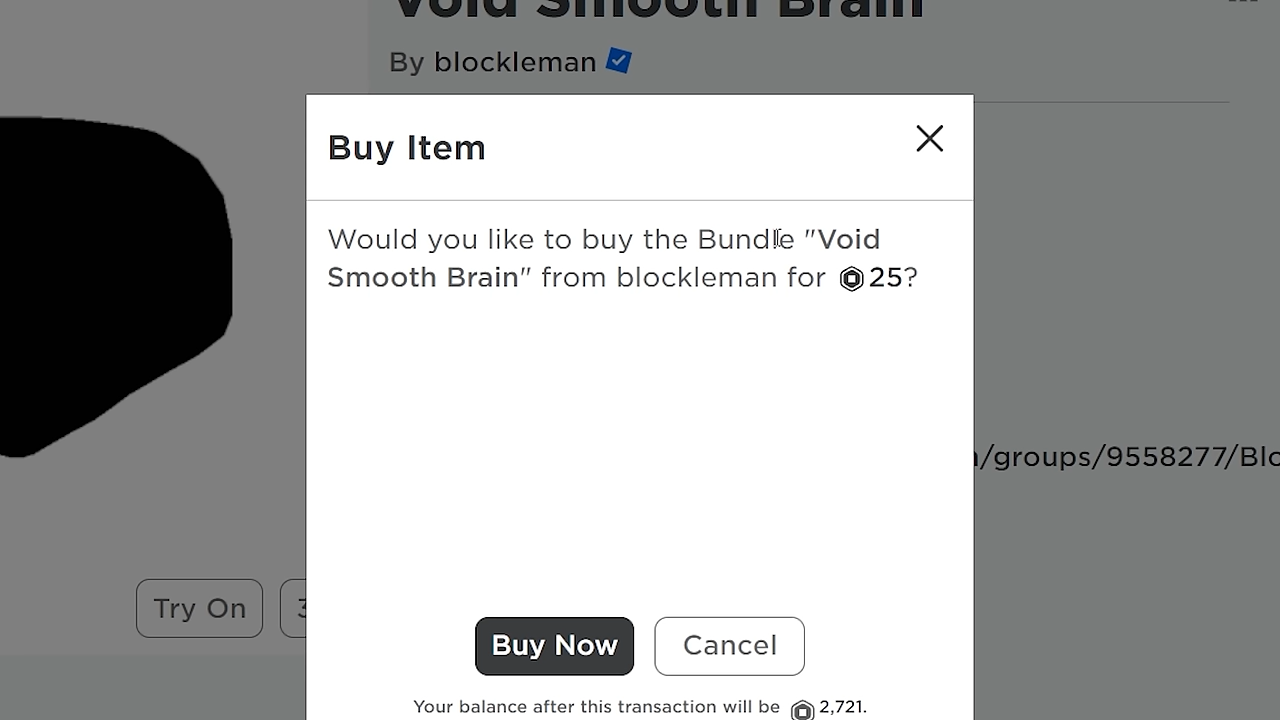 Void Smooth Brain
By blockleman
Buy Item
Would you like to buy the Bundle "Void
Smooth Brain" from blockleman for 25?
/groups/9558277/Blo
Try On
3
Buy Now
Cancel
Your balance after this transaction will be 2,721.